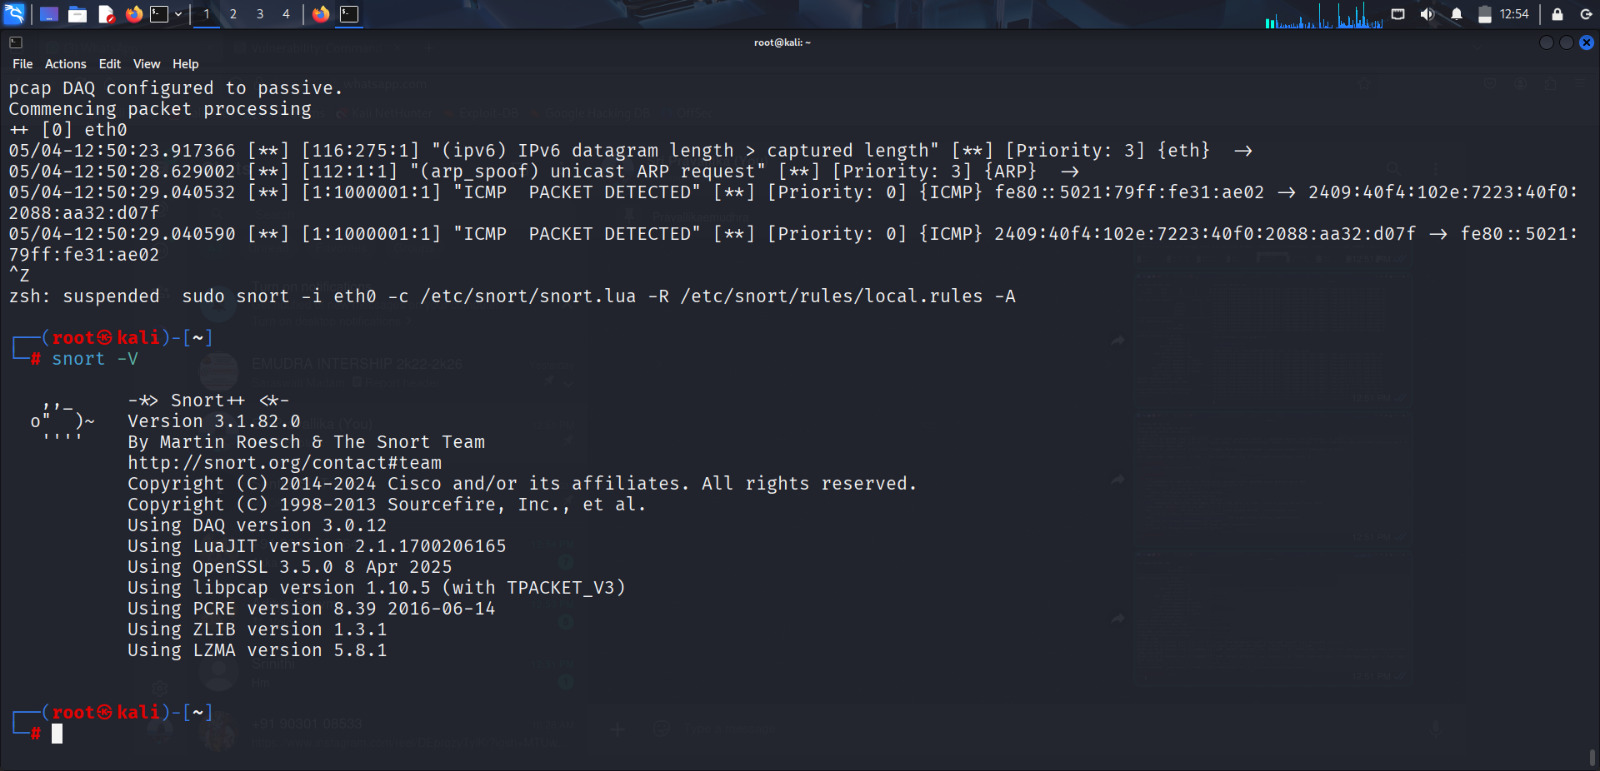 1 2 3 4
12:54
root@kali: ~
File Actions Edit View Help
pcap DAQ configured to passive.
Commencing packet processing
++ [0] eth0
05/04-12:50:23.917366 [**] [116:275:1] "(ipv6) IPv6 datagram length > captured length" [**] [Priority: 3] {eth}  ->
05/04-12:50:28.629002 [**] [112:1:1] "(arp_spoof) unicast ARP request" [**] [Priority: 3] {ARP}  ->
05/04-12:50:29.040532 [**] [1:1000001:1] "ICMP  PACKET DETECTED" [**] [Priority: 0] {ICMP} fe80::5021:79ff:fe31:ae02 -> 2409:40f4:102e:7223:40f0:
2088:aa32:d07f
05/04-12:50:29.040590 [**] [1:1000001:1] "ICMP  PACKET DETECTED" [**] [Priority: 0] {ICMP} 2409:40f4:102e:7223:40f0:2088:aa32:d07f -> fe80::5021:
79ff:fe31:ae02
^Z
zsh: suspended  sudo snort -i eth0 -c /etc/snort/snort.lua -R /etc/snort/rules/local.rules -A
(root㉿kali)-[~]
# snort -V
,,_     -*> Snort++ <*-
o"  )~   Version 3.1.82.0
''''    By Martin Roesch & The Snort Team
http://snort.org/contact#team
Copyright (C) 2014-2024 Cisco and/or its affiliates. All rights reserved.
Copyright (C) 1998-2013 Sourcefire, Inc., et al.
Using DAQ version 3.0.12
Using LuaJIT version 2.1.1700206165
Using OpenSSL 3.5.0 8 Apr 2025
Using libpcap version 1.10.5 (with TPACKET_V3)
Using PCRE version 8.39 2016-06-14
Using ZLIB version 1.3.1
Using LZMA version 5.8.1
(root㉿kali)-[~]
#
EMUDRA INTERSHIP 2k22-2k26